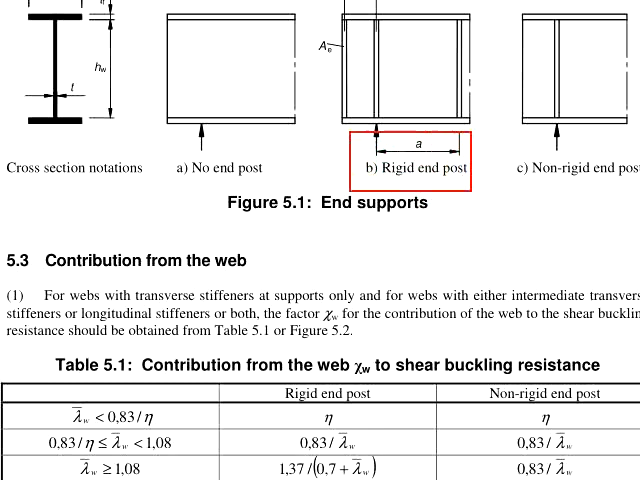 t
Aₑ
h_w
t
a
Cross section notations a) No end post b) Rigid end post c) Non-rigid end
Figure 5.1: End supports
5.3 Contribution from the web
(1) For webs with transverse stiffeners at supports only and for webs with either intermediate
stiffeners or longitudinal stiffeners or both, the factor χ_w for the contribution of the web to the shear
resistance should be obtained from Table 5.1 or Figure 5.2.
Table 5.1: Contribution from the web χ_w to shear buckling resistance
Rigid end post Non-rigid end post
λ̄_w < 0,83/η η η
0,83/η ≤ λ̄_w < 1,08 0,83/λ̄_w 0,83/λ̄_w
λ̄_w ≥ 1,08 1,37/(0,7 + λ̄_w) 0,83/λ̄_w